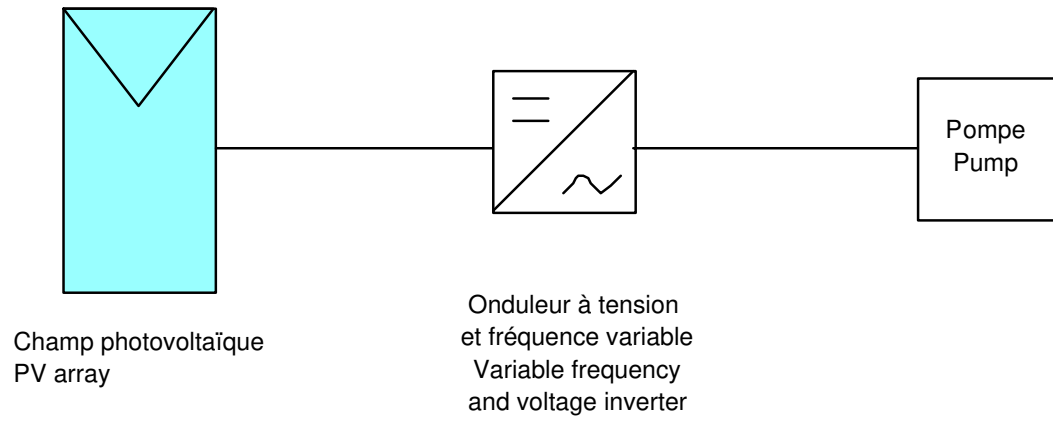 Pompe
Pump
Champ photovoltaïque
PV array
Onduleur à tension
et fréquence variable
Variable frequency
and voltage inverter